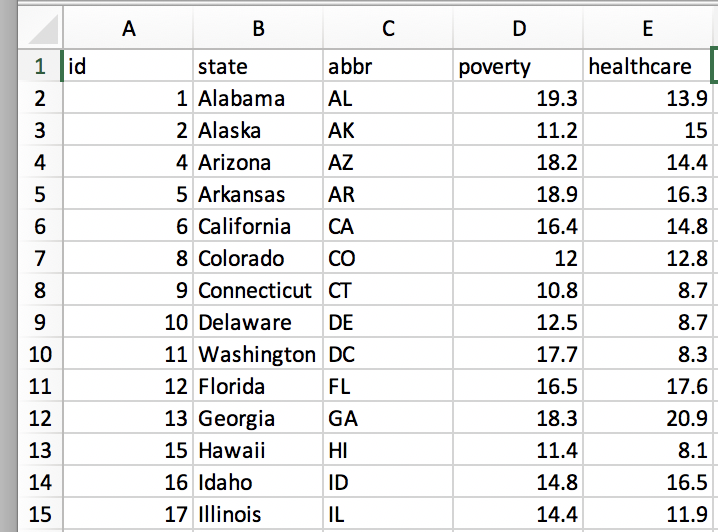 A B C D E
1 id state abbr poverty healthcare
2 1 Alabama AL 19.3 13.9
3 2 Alaska AK 11.2 15
4 4 Arizona AZ 18.2 14.4
5 5 Arkansas AR 18.9 16.3
6 6 California CA 16.4 14.8
7 8 Colorado CO 12 12.8
8 9 Connecticut CT 10.8 8.7
9 10 Delaware DE 12.5 8.7
10 11 Washington DC 17.7 8.3
11 12 Florida FL 16.5 17.6
12 13 Georgia GA 18.3 20.9
13 15 Hawaii HI 11.4 8.1
14 16 Idaho ID 14.8 16.5
15 17 Illinois IL 14.4 11.9